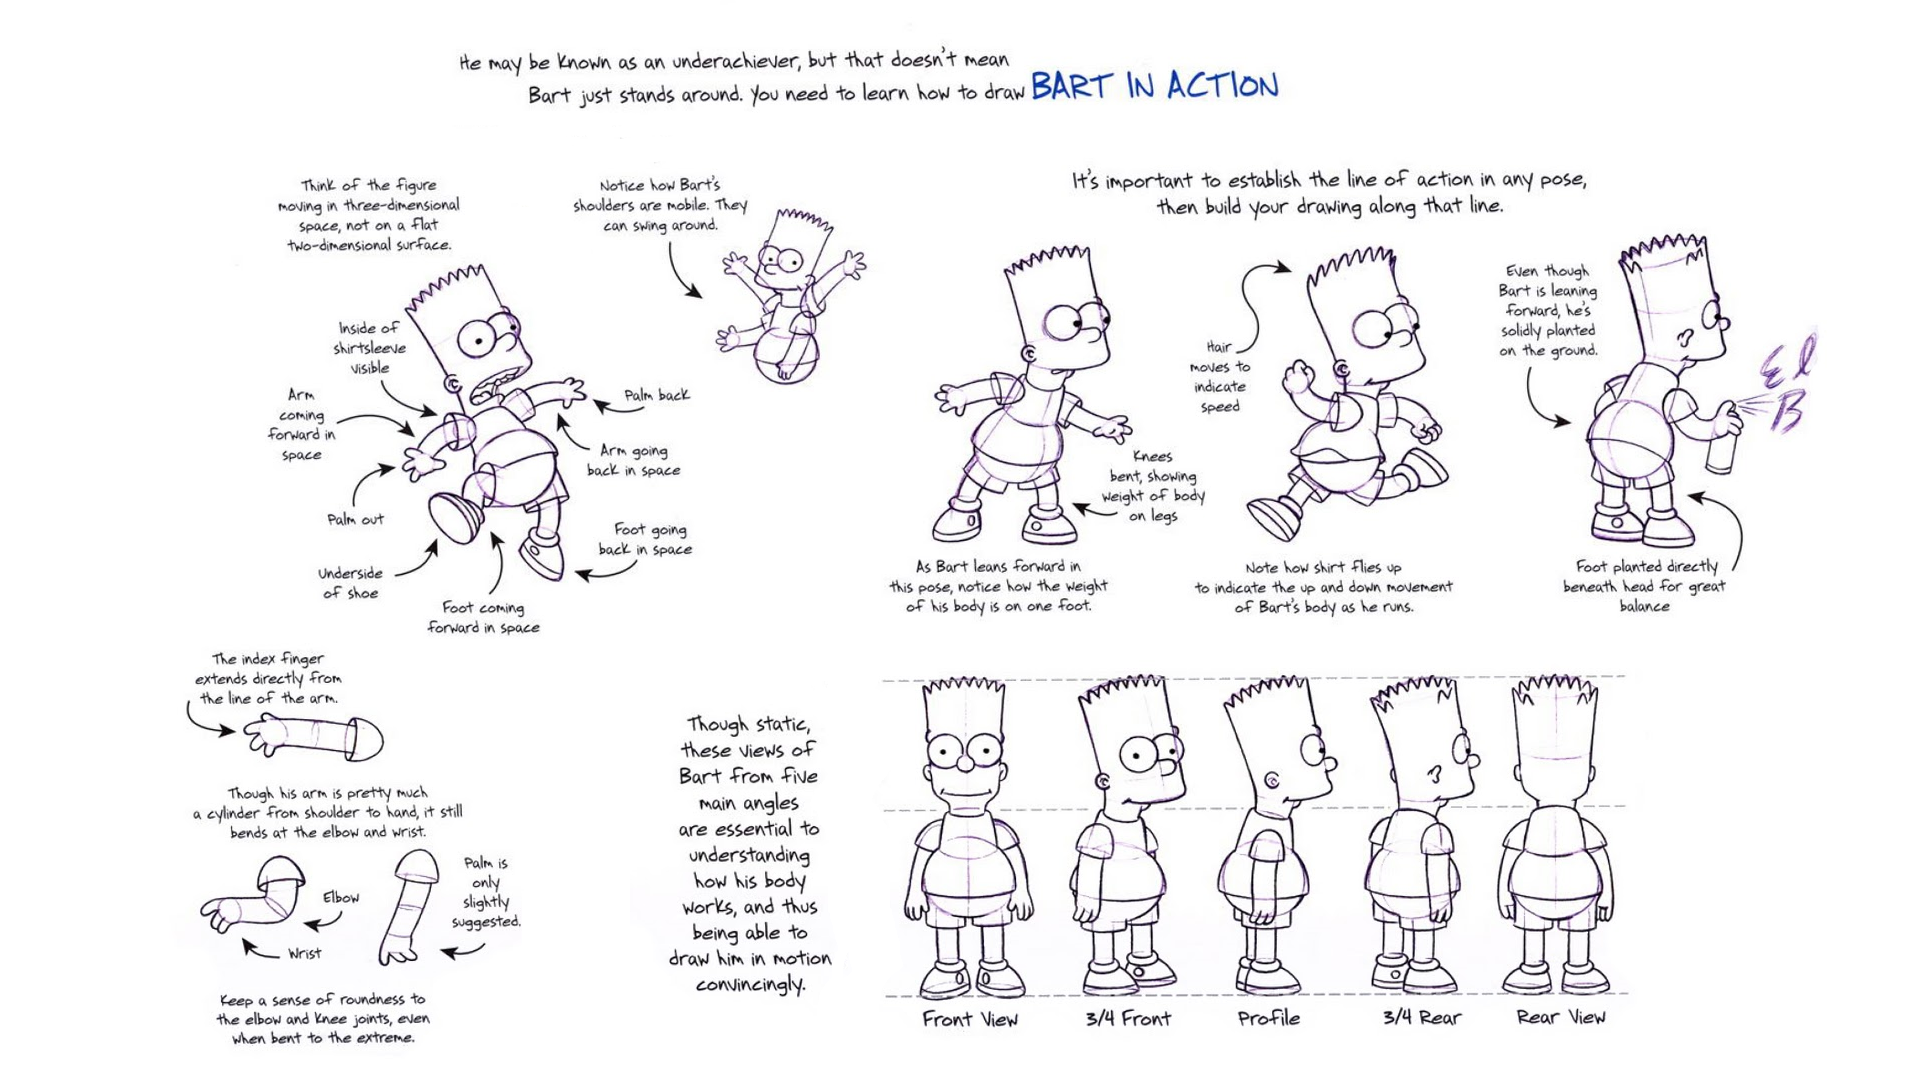 He may be known as an underachiever, but that doesn't mean
Bart just stands around. You need to learn how to draw BART IN ACTION
Think of the figure
moving in three-dimensional
space, not on a flat
two-dimensional surface.
Inside of
shirtsleeve
visible
Arm
coming
forward in
space
Palm out
Underside
of shoe
Foot coming
forward in space
Foot going
back in space
Arm going
back in space
Palm back
Notice how Bart's
shoulders are mobile. They
can swing around.
It's important to establish the line of action in any pose,
then build your drawing along that line.
Knees
bent, showing
weight of body
on legs
As Bart leans forward in
this pose, notice how the weight
of his body is on one foot.
Hair
moves to
indicate
speed
Note how shirt flies up
to indicate the up and down movement
of Bart's body as he runs.
Even though
Bart is leaning
forward, he's
solidly planted
on the ground.
El
B
Foot planted directly
beneath head for great
balance
The index finger
extends directly from
the line of the arm.
Though his arm is pretty much
a cylinder from shoulder to hand, it still
bends at the elbow and wrist.
Elbow
Wrist
Palm is
only
slightly
suggested.
Keep a sense of roundness to
the elbow and knee joints, even
when bent to the extreme.
Though static,
these views of
Bart from five
main angles
are essential to
understanding
how his body
works, and thus
being able to
draw him in motion
convincingly.
Front View
3/4 Front
Profile
3/4 Rear
Rear View